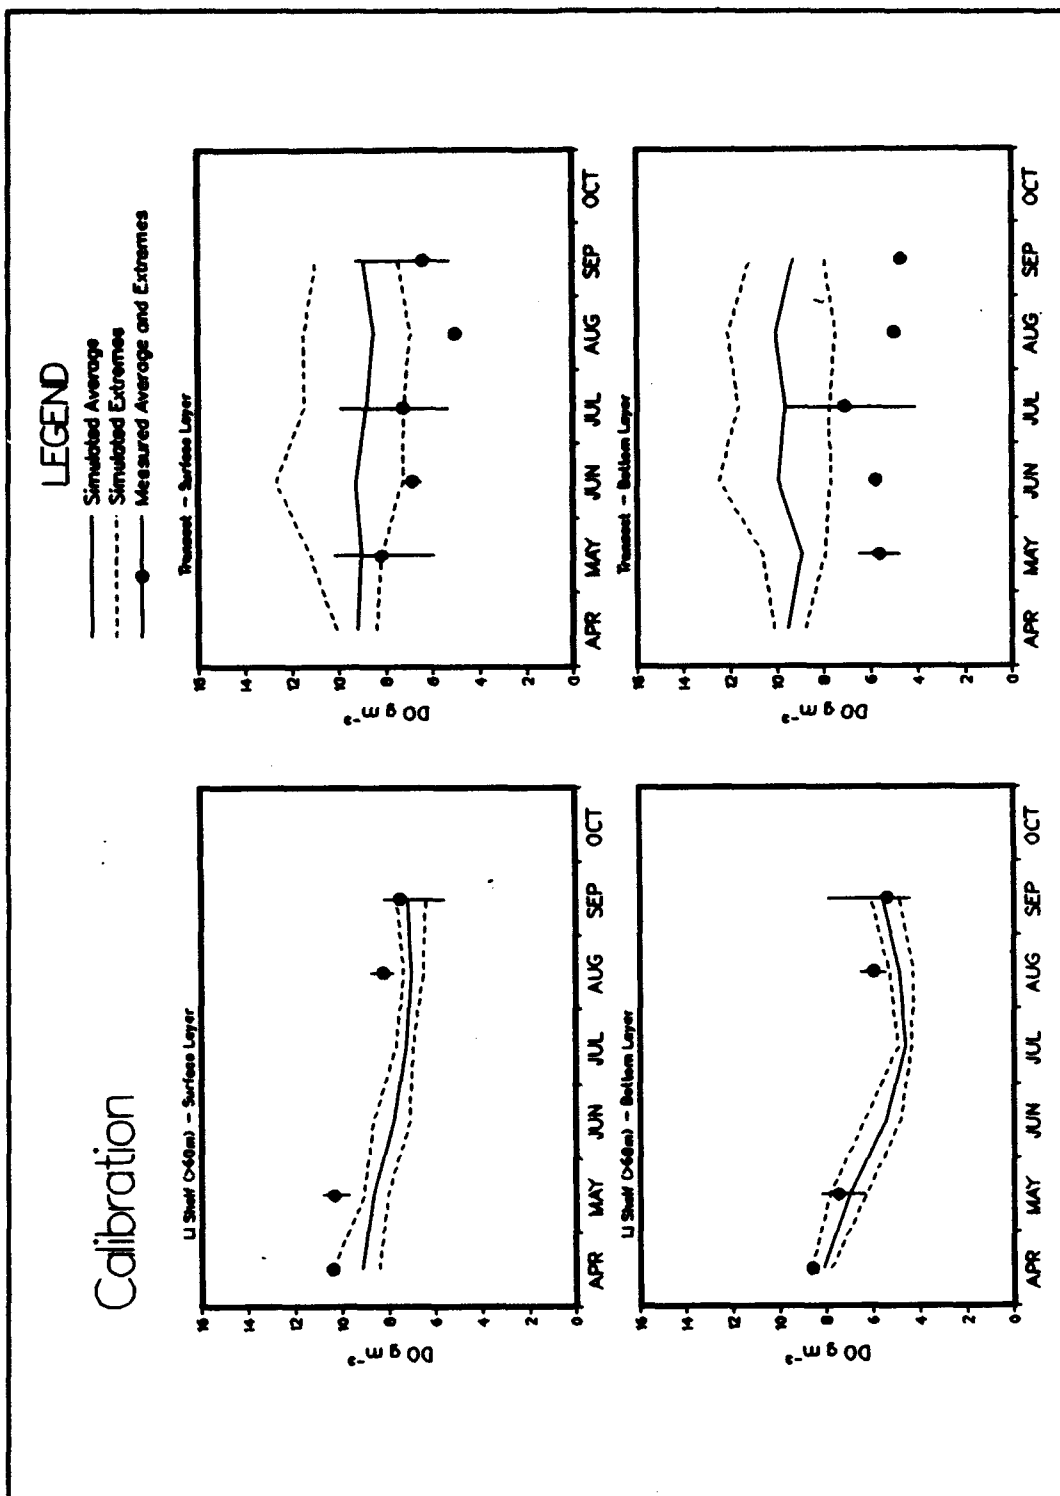 Calibration
LEGEND
Simulated Average
Simulated Extremes
Measured Average and Extremes
LI Shelf (>60m) - Surface Layer
16
14
12
10
8
6
4
2
0
DO g m⁻³
APR MAY JUN JUL AUG SEP OCT
Transect - Surface Layer
16
14
12
10
8
6
4
2
0
DO g m⁻³
APR MAY JUN JUL AUG SEP OCT
LI Shelf (>60m) - Bottom Layer
16
14
12
10
8
6
4
2
0
DO g m⁻³
APR MAY JUN JUL AUG SEP OCT
Transect - Bottom Layer
16
14
12
10
8
6
4
2
0
DO g m⁻³
APR MAY JUN JUL AUG SEP OCT